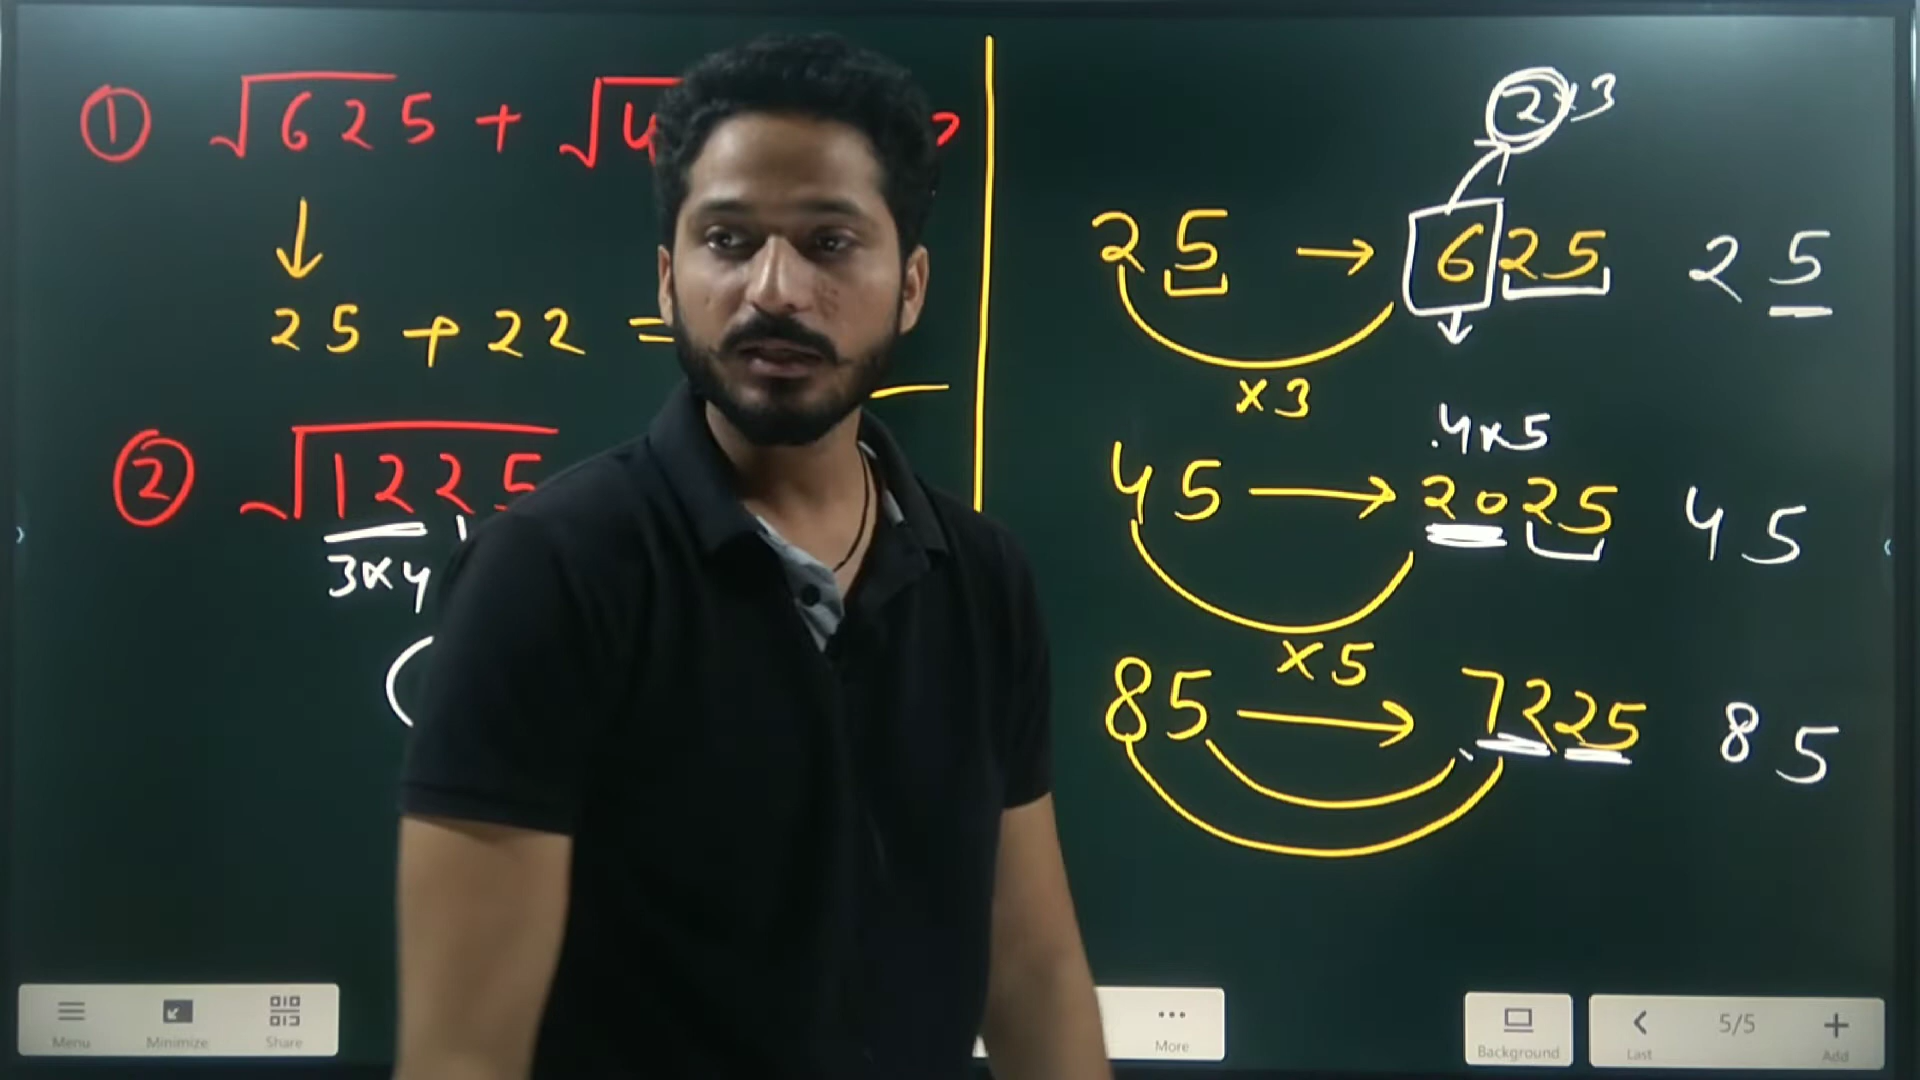 ① √625 + √4
25 + 22 =
② √1225
3×4
(
2×3
25 → 625 25
×3
4×5
45 → 2025 45
×5
85 → 7225 85
Menu Minimize Share More Background Last 5/5 Add